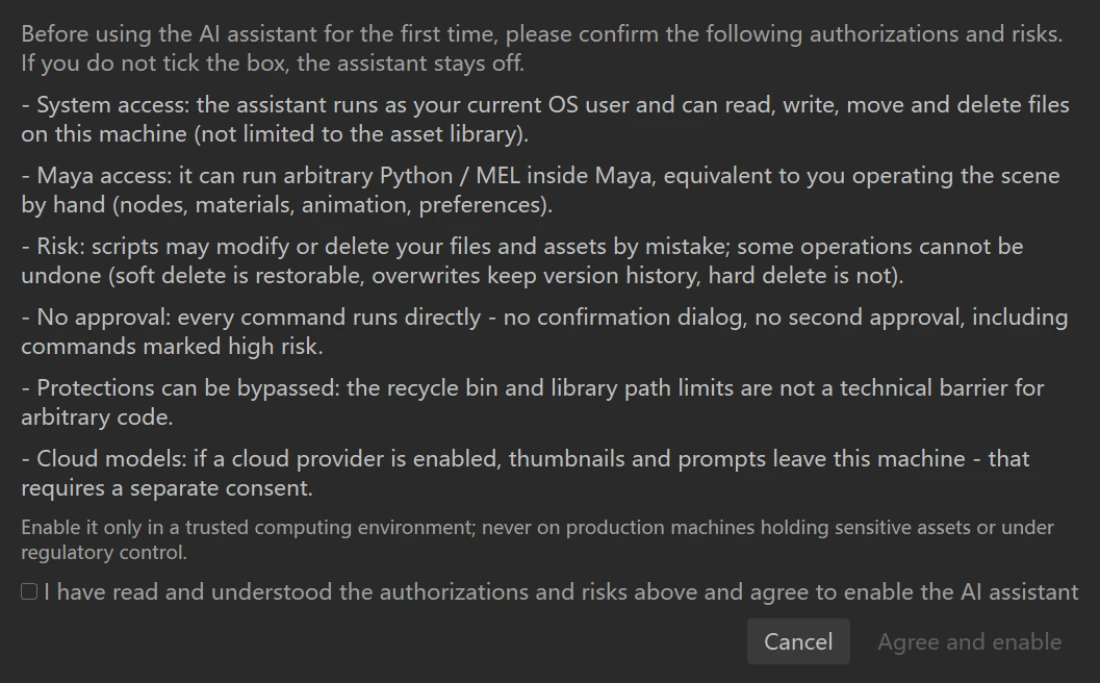 Before using the AI assistant for the first time, please confirm the following authorizations and risks.
If you do not tick the box, the assistant stays off.
- System access: the assistant runs as your current OS user and can read, write, move and delete files
on this machine (not limited to the asset library).
- Maya access: it can run arbitrary Python / MEL inside Maya, equivalent to you operating the scene
by hand (nodes, materials, animation, preferences).
- Risk: scripts may modify or delete your files and assets by mistake; some operations cannot be
undone (soft delete is restorable, overwrites keep version history, hard delete is not).
- No approval: every command runs directly - no confirmation dialog, no second approval, including
commands marked high risk.
- Protections can be bypassed: the recycle bin and library path limits are not a technical barrier for
arbitrary code.
- Cloud models: if a cloud provider is enabled, thumbnails and prompts leave this machine - that
requires a separate consent.
Enable it only in a trusted computing environment; never on production machines holding sensitive assets or under
regulatory control.
I have read and understood the authorizations and risks above and agree to enable the AI assistant
Cancel Agree and enable